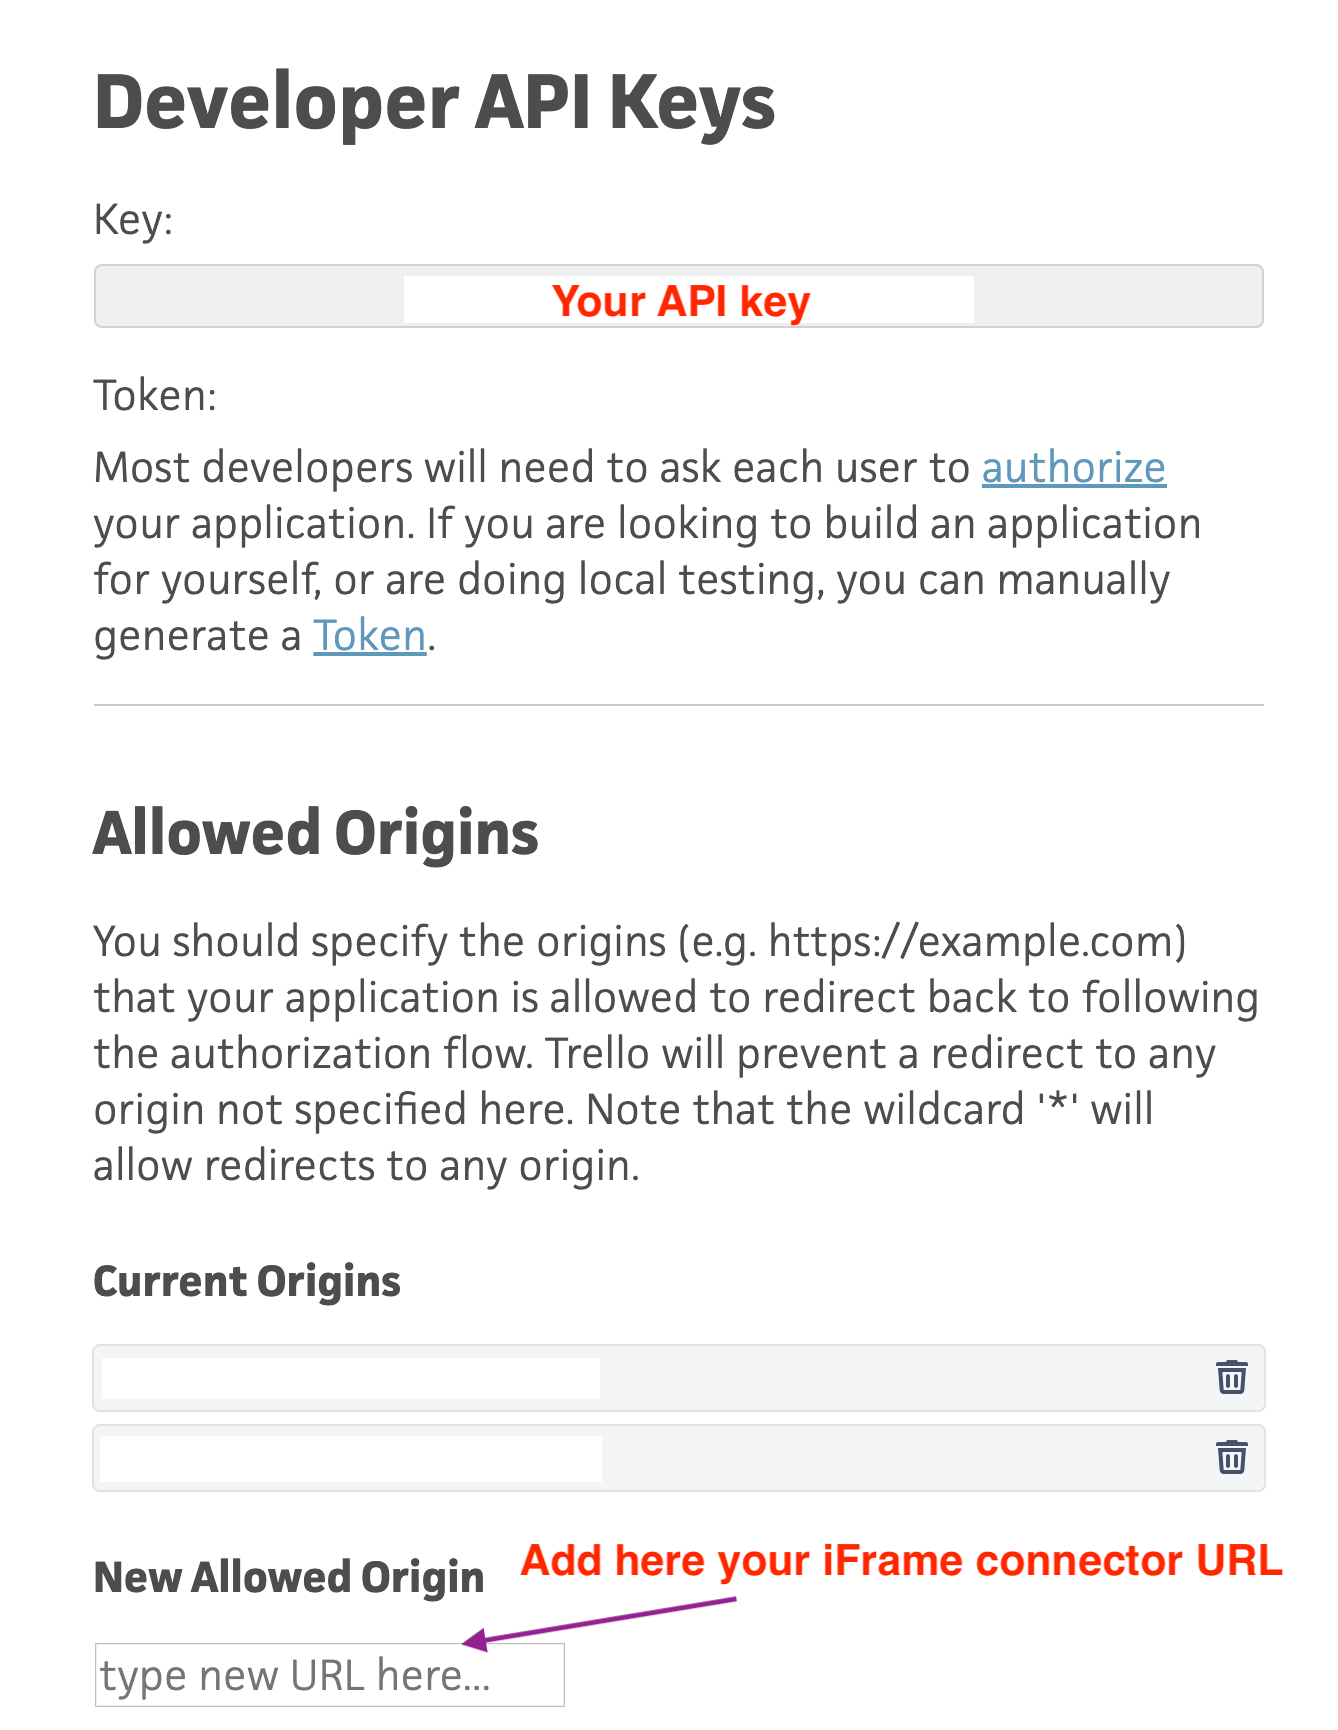 Developer API Keys
Key:
Your API key
Token:
Most developers will need to ask each user to authorize
your application. If you are looking to build an application
for yourself, or are doing local testing, you can manually
generate a Token.
Allowed Origins
You should specify the origins (e.g. https://example.com)
that your application is allowed to redirect back to following
the authorization flow. Trello will prevent a redirect to any
origin not specified here. Note that the wildcard '*' will
allow redirects to any origin.
Current Origins
Add here your iFrame connector URL
New Allowed Origin
type new URL here...